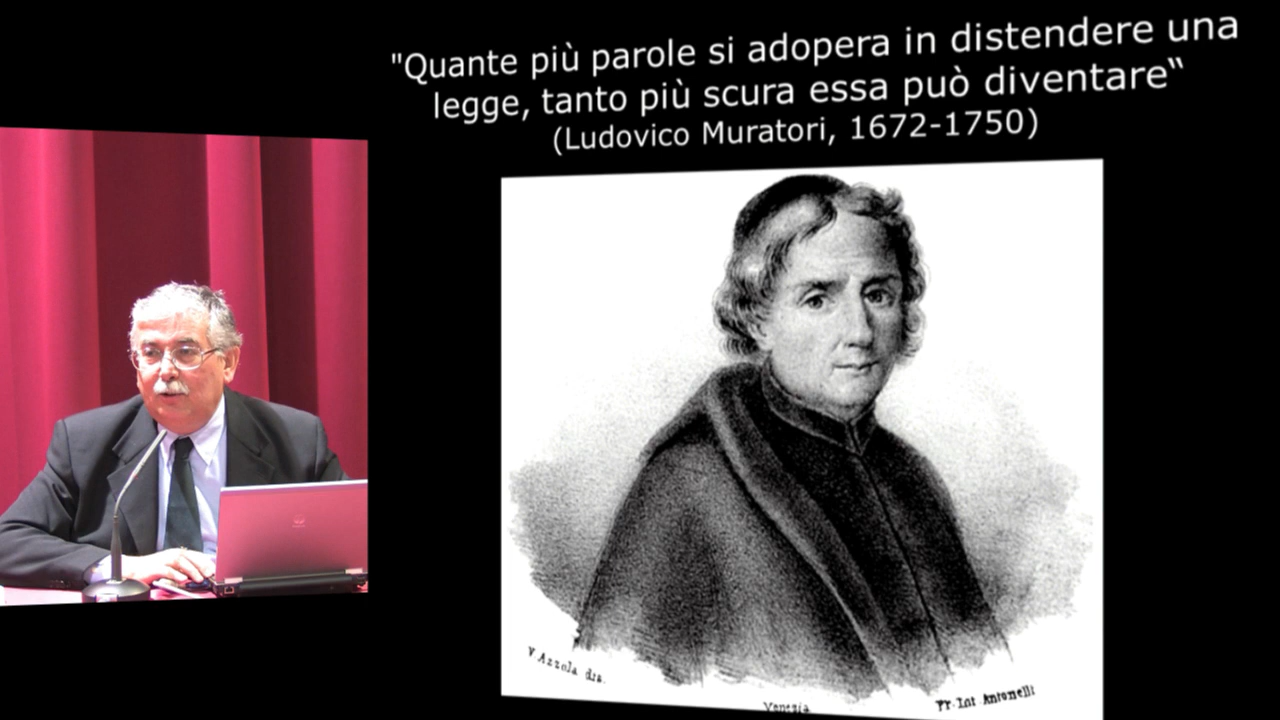 "Quante più parole si adopera in distendere una
legge, tanto più scura essa può diventare“
(Ludovico Muratori, 1672-1750)
V. Azzola dis.
Venezia
Pr. Int Antonelli